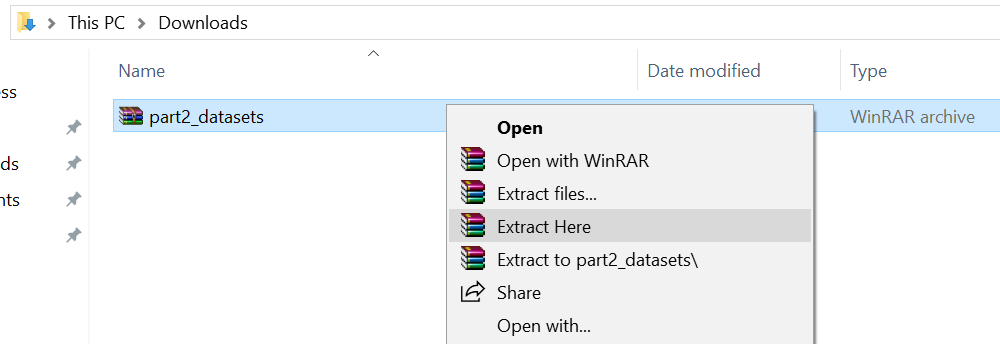 This PC > Downloads
Name Date modified Type
ess
part2_datasets WinRAR archive
Open
Open with WinRAR
ds Extract files...
nts Extract Here
Extract to part2_datasets\
Share
Open with...